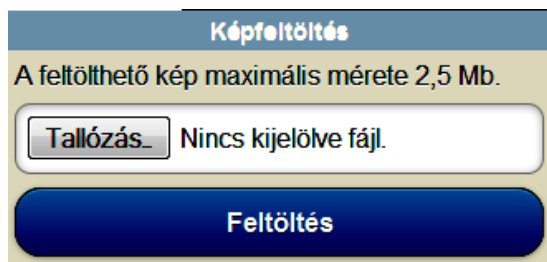 Képfeltöltés
A feltölthető kép maximális mérete 2,5 Mb.
Tallózás... Nincs kijelölve fájl.
Feltöltés